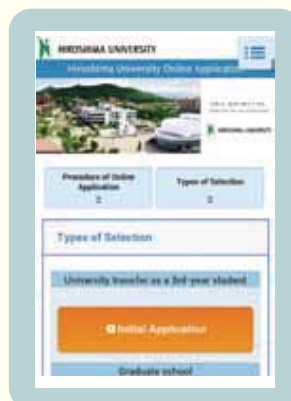 HIROSHIMA UNIVERSITY
Hiroshima University Online Application
HIROSHIMA UNIVERSITY
Procedure of Online
Application
Types of Selection
Types of Selection
University transfer as a 3rd-year student
Initial Application
Graduate school